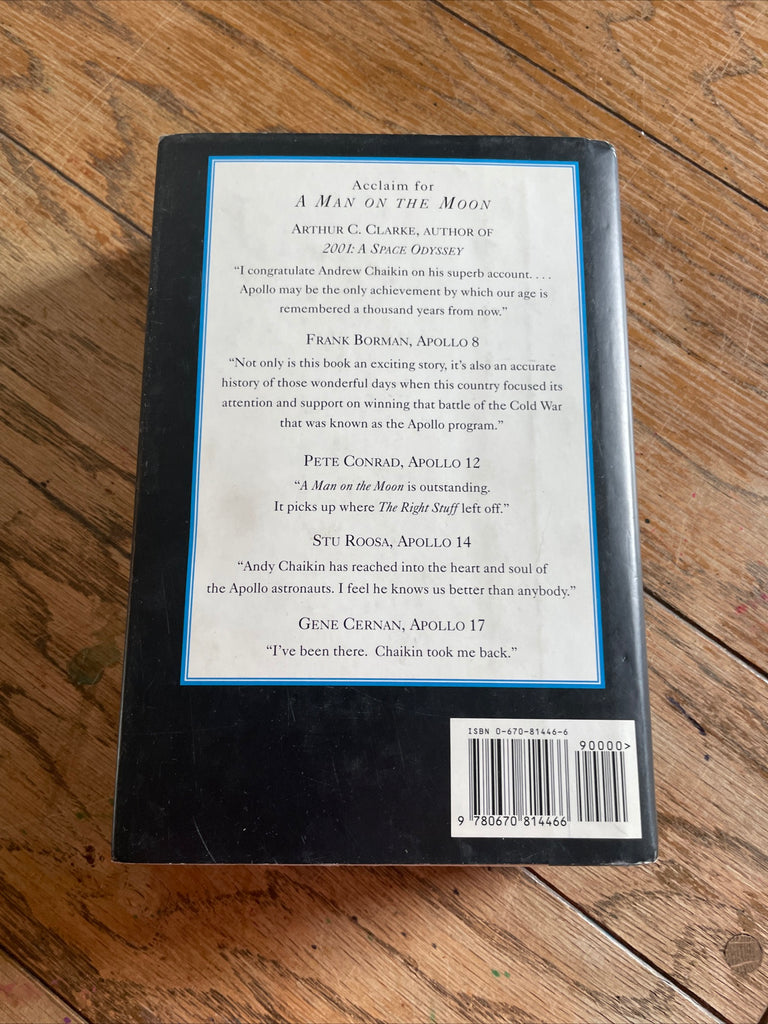 Acclaim for
A MAN ON THE MOON
ARTHUR C. CLARKE, AUTHOR OF
2001: A SPACE ODYSSEY
“I congratulate Andrew Chaikin on his superb account. . . .
Apollo may be the only achievement by which our age is
remembered a thousand years from now.”
FRANK BORMAN, APOLLO 8
“Not only is this book an exciting story, it’s also an accurate
history of those wonderful days when this country focused its
attention and support on winning that battle of the Cold War
that was known as the Apollo program.”
PETE CONRAD, APOLLO 12
“A Man on the Moon is outstanding.
It picks up where The Right Stuff left off.”
STU ROOSA, APOLLO 14
“Andy Chaikin has reached into the heart and soul of
the Apollo astronauts. I feel he knows us better than anybody.”
GENE CERNAN, APOLLO 17
“I’ve been there. Chaikin took me back.”
ISBN 0-670-81446-6
90000>
9 780670 814466